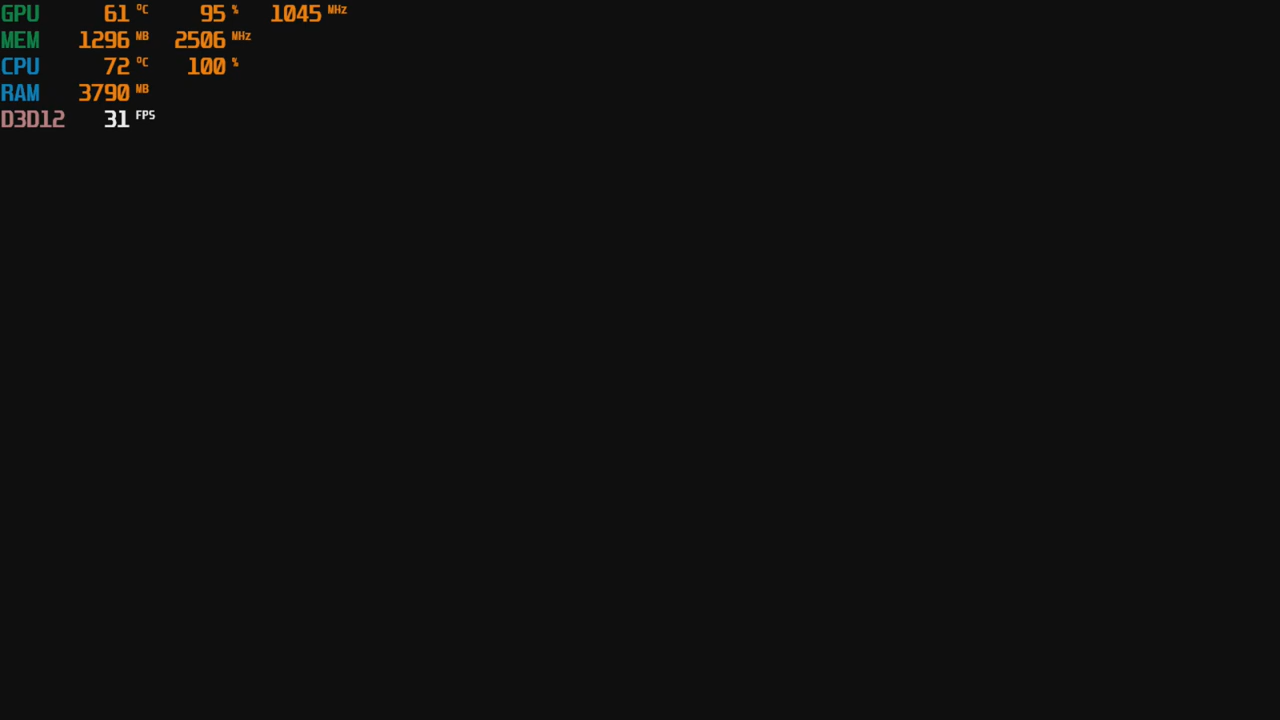 GPU 61 °C 95 % 1045 MHz
MEM 1296 MB 2506 MHz
CPU 72 °C 100 %
RAM 3790 MB
D3D12 31 FPS